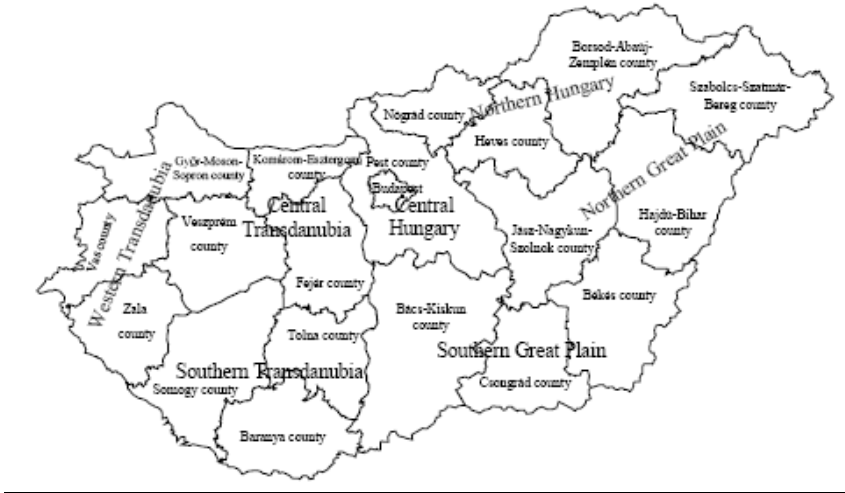 Borsod-Abaúj-
Zemplén county
Szabolcs-Szatmár-
Bereg county
Nógrád county
Northern Hungary
Heves county
Northern Great Plain
Győr-Moson-
Sopron county
Komárom-Esztergom
county
Pest county
Budapest
Central
Hungary
Central
Transdanubia
Western Transdanubia
Vas county
Veszprém
county
Jász-Nagykun-
Szolnok county
Hajdú-Bihar
county
Fejér county
Békés county
Zala
county
Bács-Kiskun
county
Tolna county
Southern Great Plain
Southern Transdanubia
Somogy county
Csongrád county
Baranya county